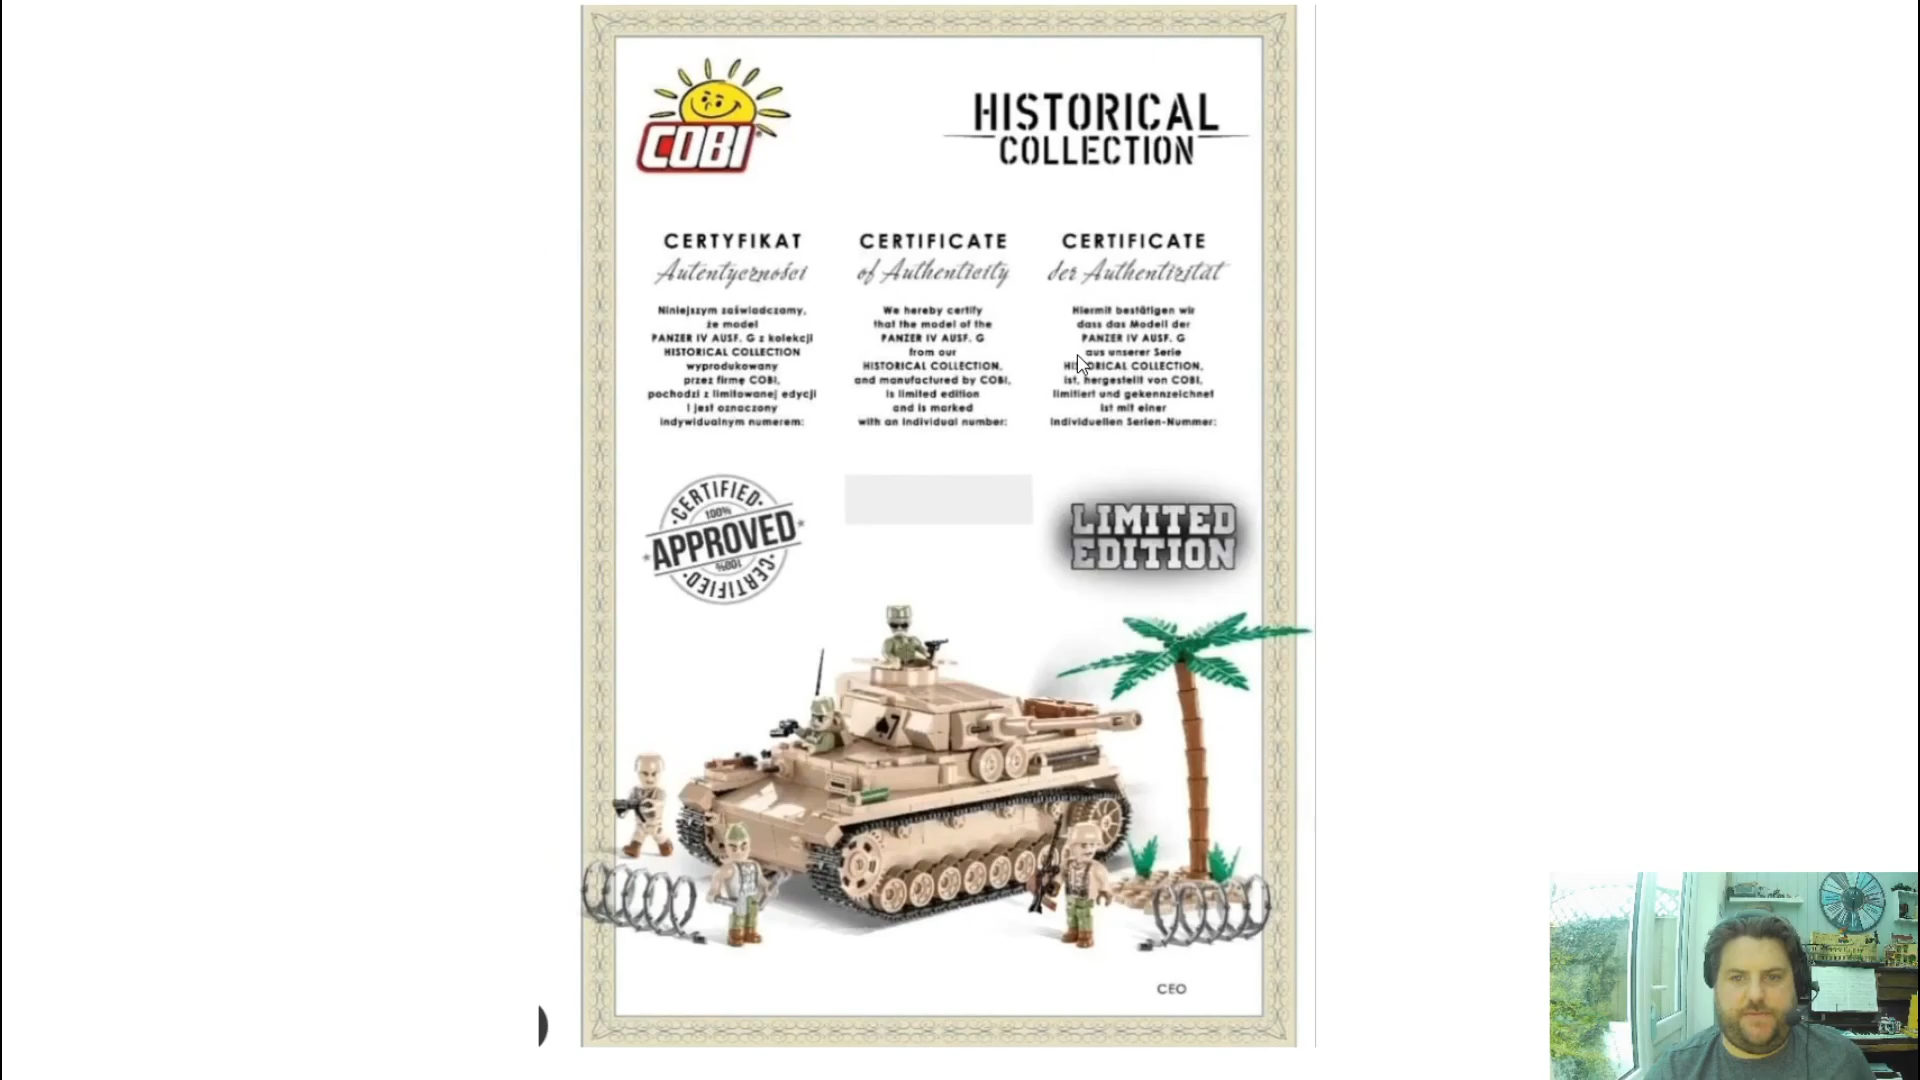 COBI
HISTORICAL
COLLECTION
CERTYFIKAT
Autentyczności
Niniejszym zaświadczamy,
że model
PANZER IV AUSF. G z kolekcji
HISTORICAL COLLECTION
wyprodukowany
przez firmę COBI,
pochodzi z limitowanej edycji
i jest oznaczony
indywidualnym numerem:
CERTIFICATE
of Authenticity
We hereby certify
that the model of the
PANZER IV AUSF. G
from our
HISTORICAL COLLECTION,
and manufactured by COBI,
is limited edition
and is marked
with an individual number:
CERTIFICATE
der Authentizität
Hiermit bestätigen wir
dass das Modell der
PANZER IV AUSF. G
aus unserer Serie
HISTORICAL COLLECTION,
ist, hergestellt von COBI,
limitiert und gekennzeichnet
ist mit einer
individuellen Serien-Nummer:
CERTIFIED
100%
APPROVED
100%
CERTIFIED
LIMITED
EDITION
7
CEO